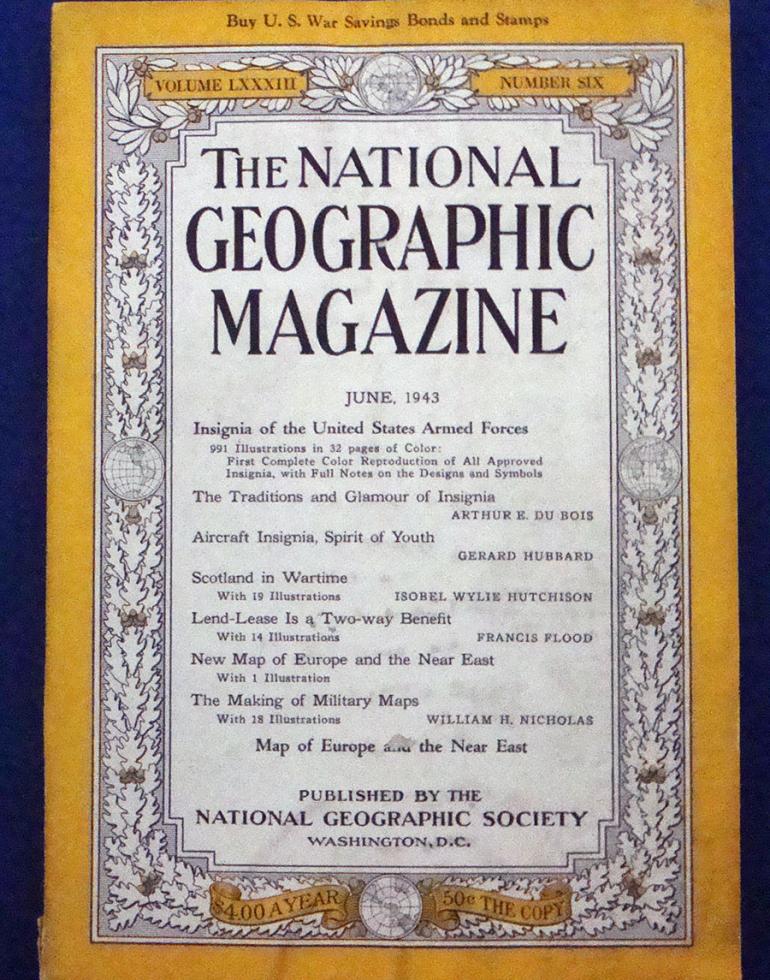 Buy U. S. War Savings Bonds and Stamps
VOLUME LXXXIII NUMBER SIX
THE NATIONAL
GEOGRAPHIC
MAGAZINE
JUNE, 1943
Insignia of the United States Armed Forces
991 Illustrations in 32 pages of Color:
First Complete Color Reproduction of All Approved
Insignia, with Full Notes on the Designs and Symbols
The Traditions and Glamour of Insignia
ARTHUR E. DU BOIS
Aircraft Insignia, Spirit of Youth
GERARD HUBBARD
Scotland in Wartime
With 19 Illustrations ISOBEL WYLIE HUTCHISON
Lend-Lease Is a Two-way Benefit
With 14 Illustrations FRANCIS FLOOD
New Map of Europe and the Near East
With 1 Illustration
The Making of Military Maps
With 18 Illustrations WILLIAM H. NICHOLAS
Map of Europe and the Near East
PUBLISHED BY THE
NATIONAL GEOGRAPHIC SOCIETY
WASHINGTON, D.C.
$4.00 A YEAR 50¢ THE COPY